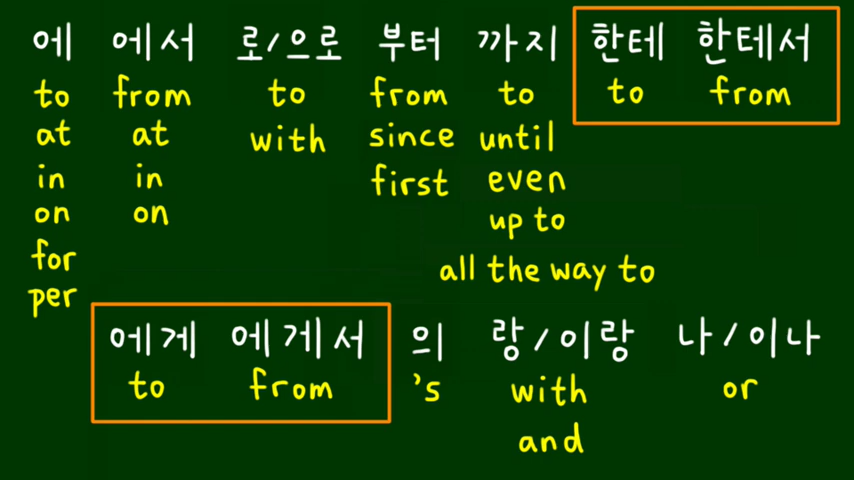 에 에서 로/으로 부터 까지 한테 한테서
to from to from to to from
at at with since until
in in first even
on on up to
for all the way to
per
에게 에게서 의 랑/이랑 나/이나
to from 's with or
and